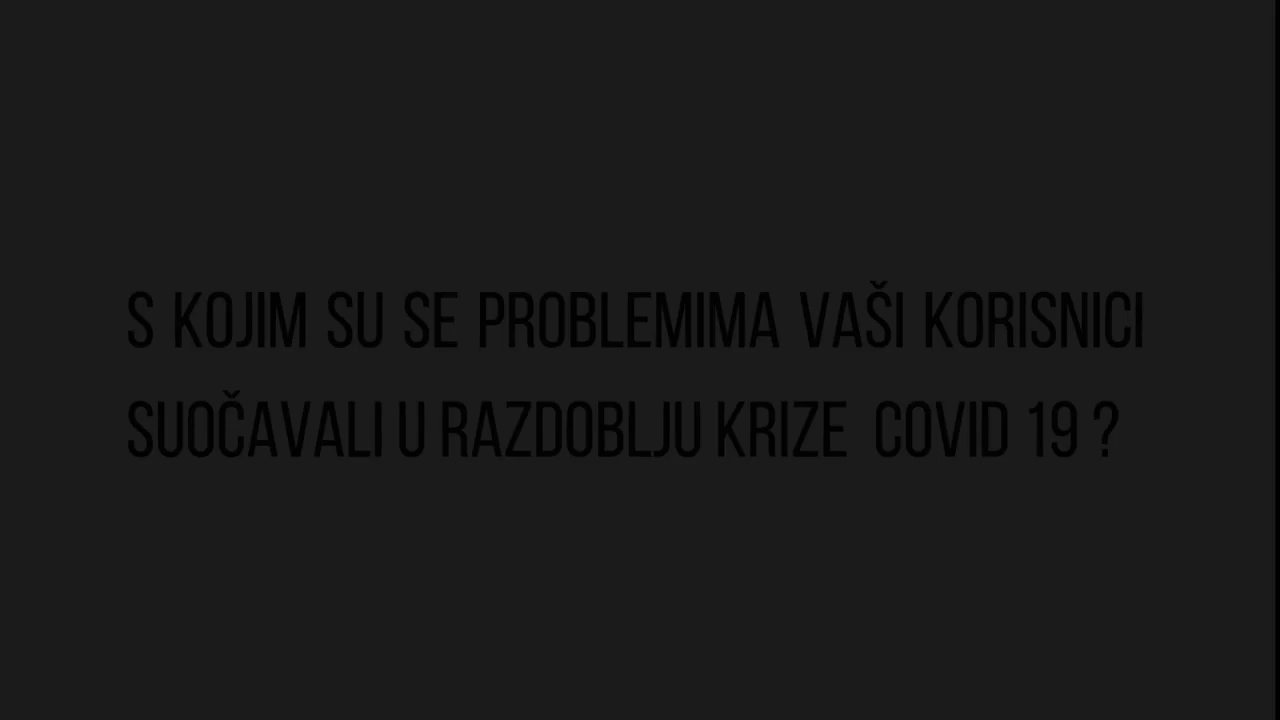 S KOJIM SU SE PROBLEMIMA VAŠI KORISNICI
SUOČAVALI U RAZDOBLJU KRIZE COVID 19 ?